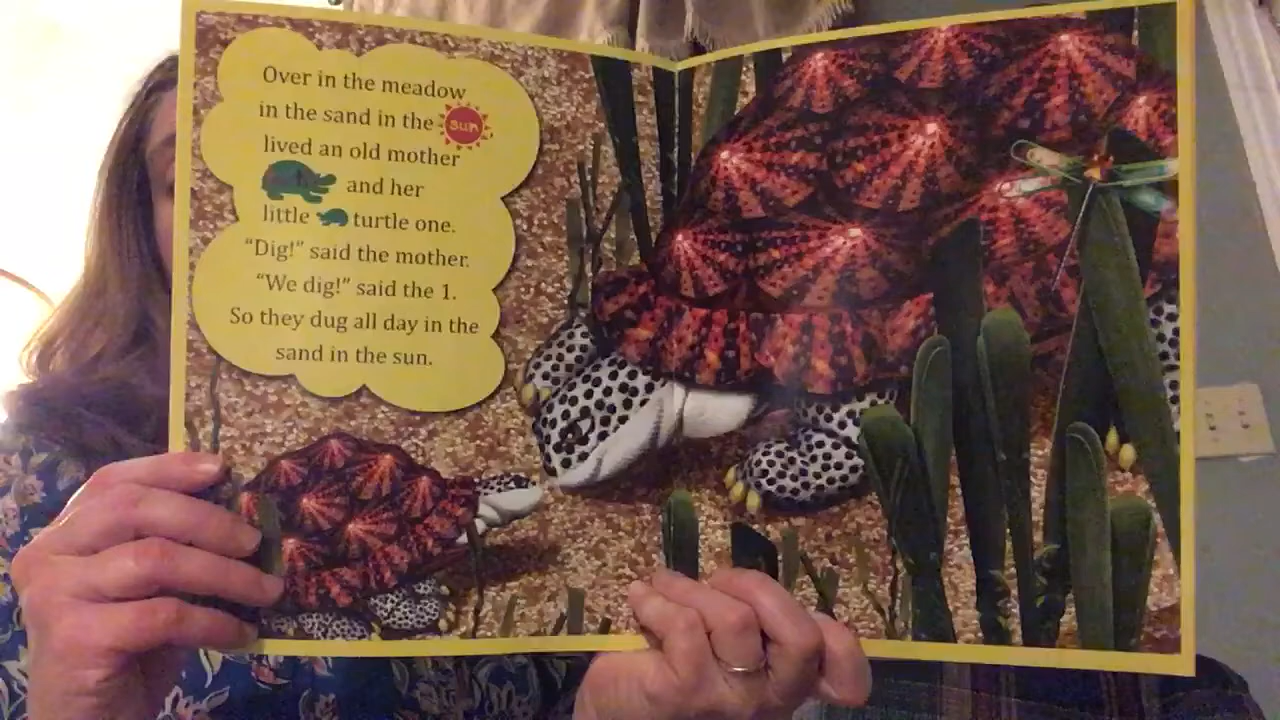 Over in the meadow
in the sand in the sun
lived an old mother
and her
little turtle one.
"Dig!" said the mother.
"We dig!" said the 1.
So they dug all day in the
sand in the sun.